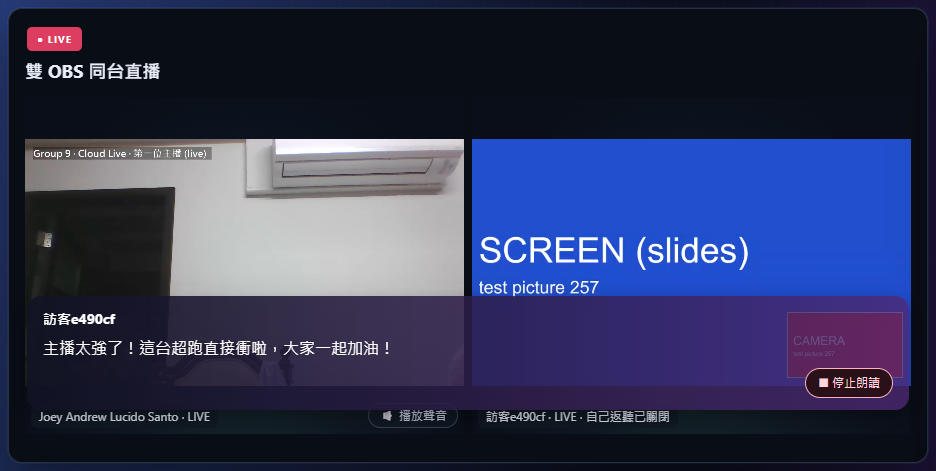 ● LIVE
雙 OBS 同台直播
Group 9 · Cloud Live · 第一位主播 (live)
SCREEN (slides)
test picture 257
訪客e490cf
主播太強了！這台超跑直接衝啦，大家一起加油！
CAMERA
test picture 257
■ 停止朗讀
Joey Andrew Lucido Santo · LIVE
播放聲音
訪客e490cf · LIVE · 自己返聽已關閉